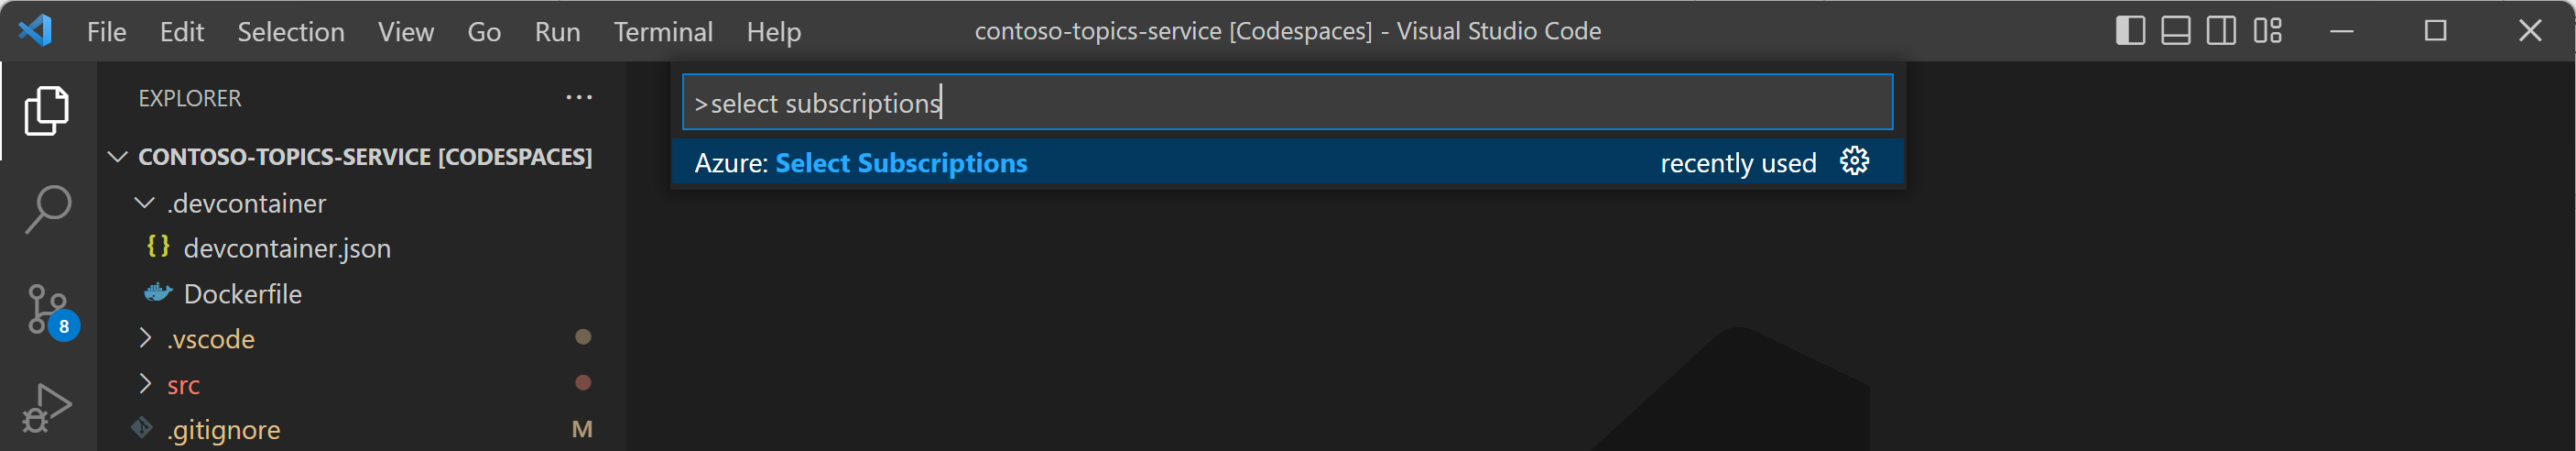 File Edit Selection View Go Run Terminal Help contoso-topics-service [Codespaces] - Visual Studio Code
>select subscriptions
Azure: Select Subscriptions recently used
EXPLORER ···
CONTOSO-TOPICS-SERVICE [CODESPACES]
.devcontainer
{} devcontainer.json
Dockerfile
.vscode
src
.gitignore M
8